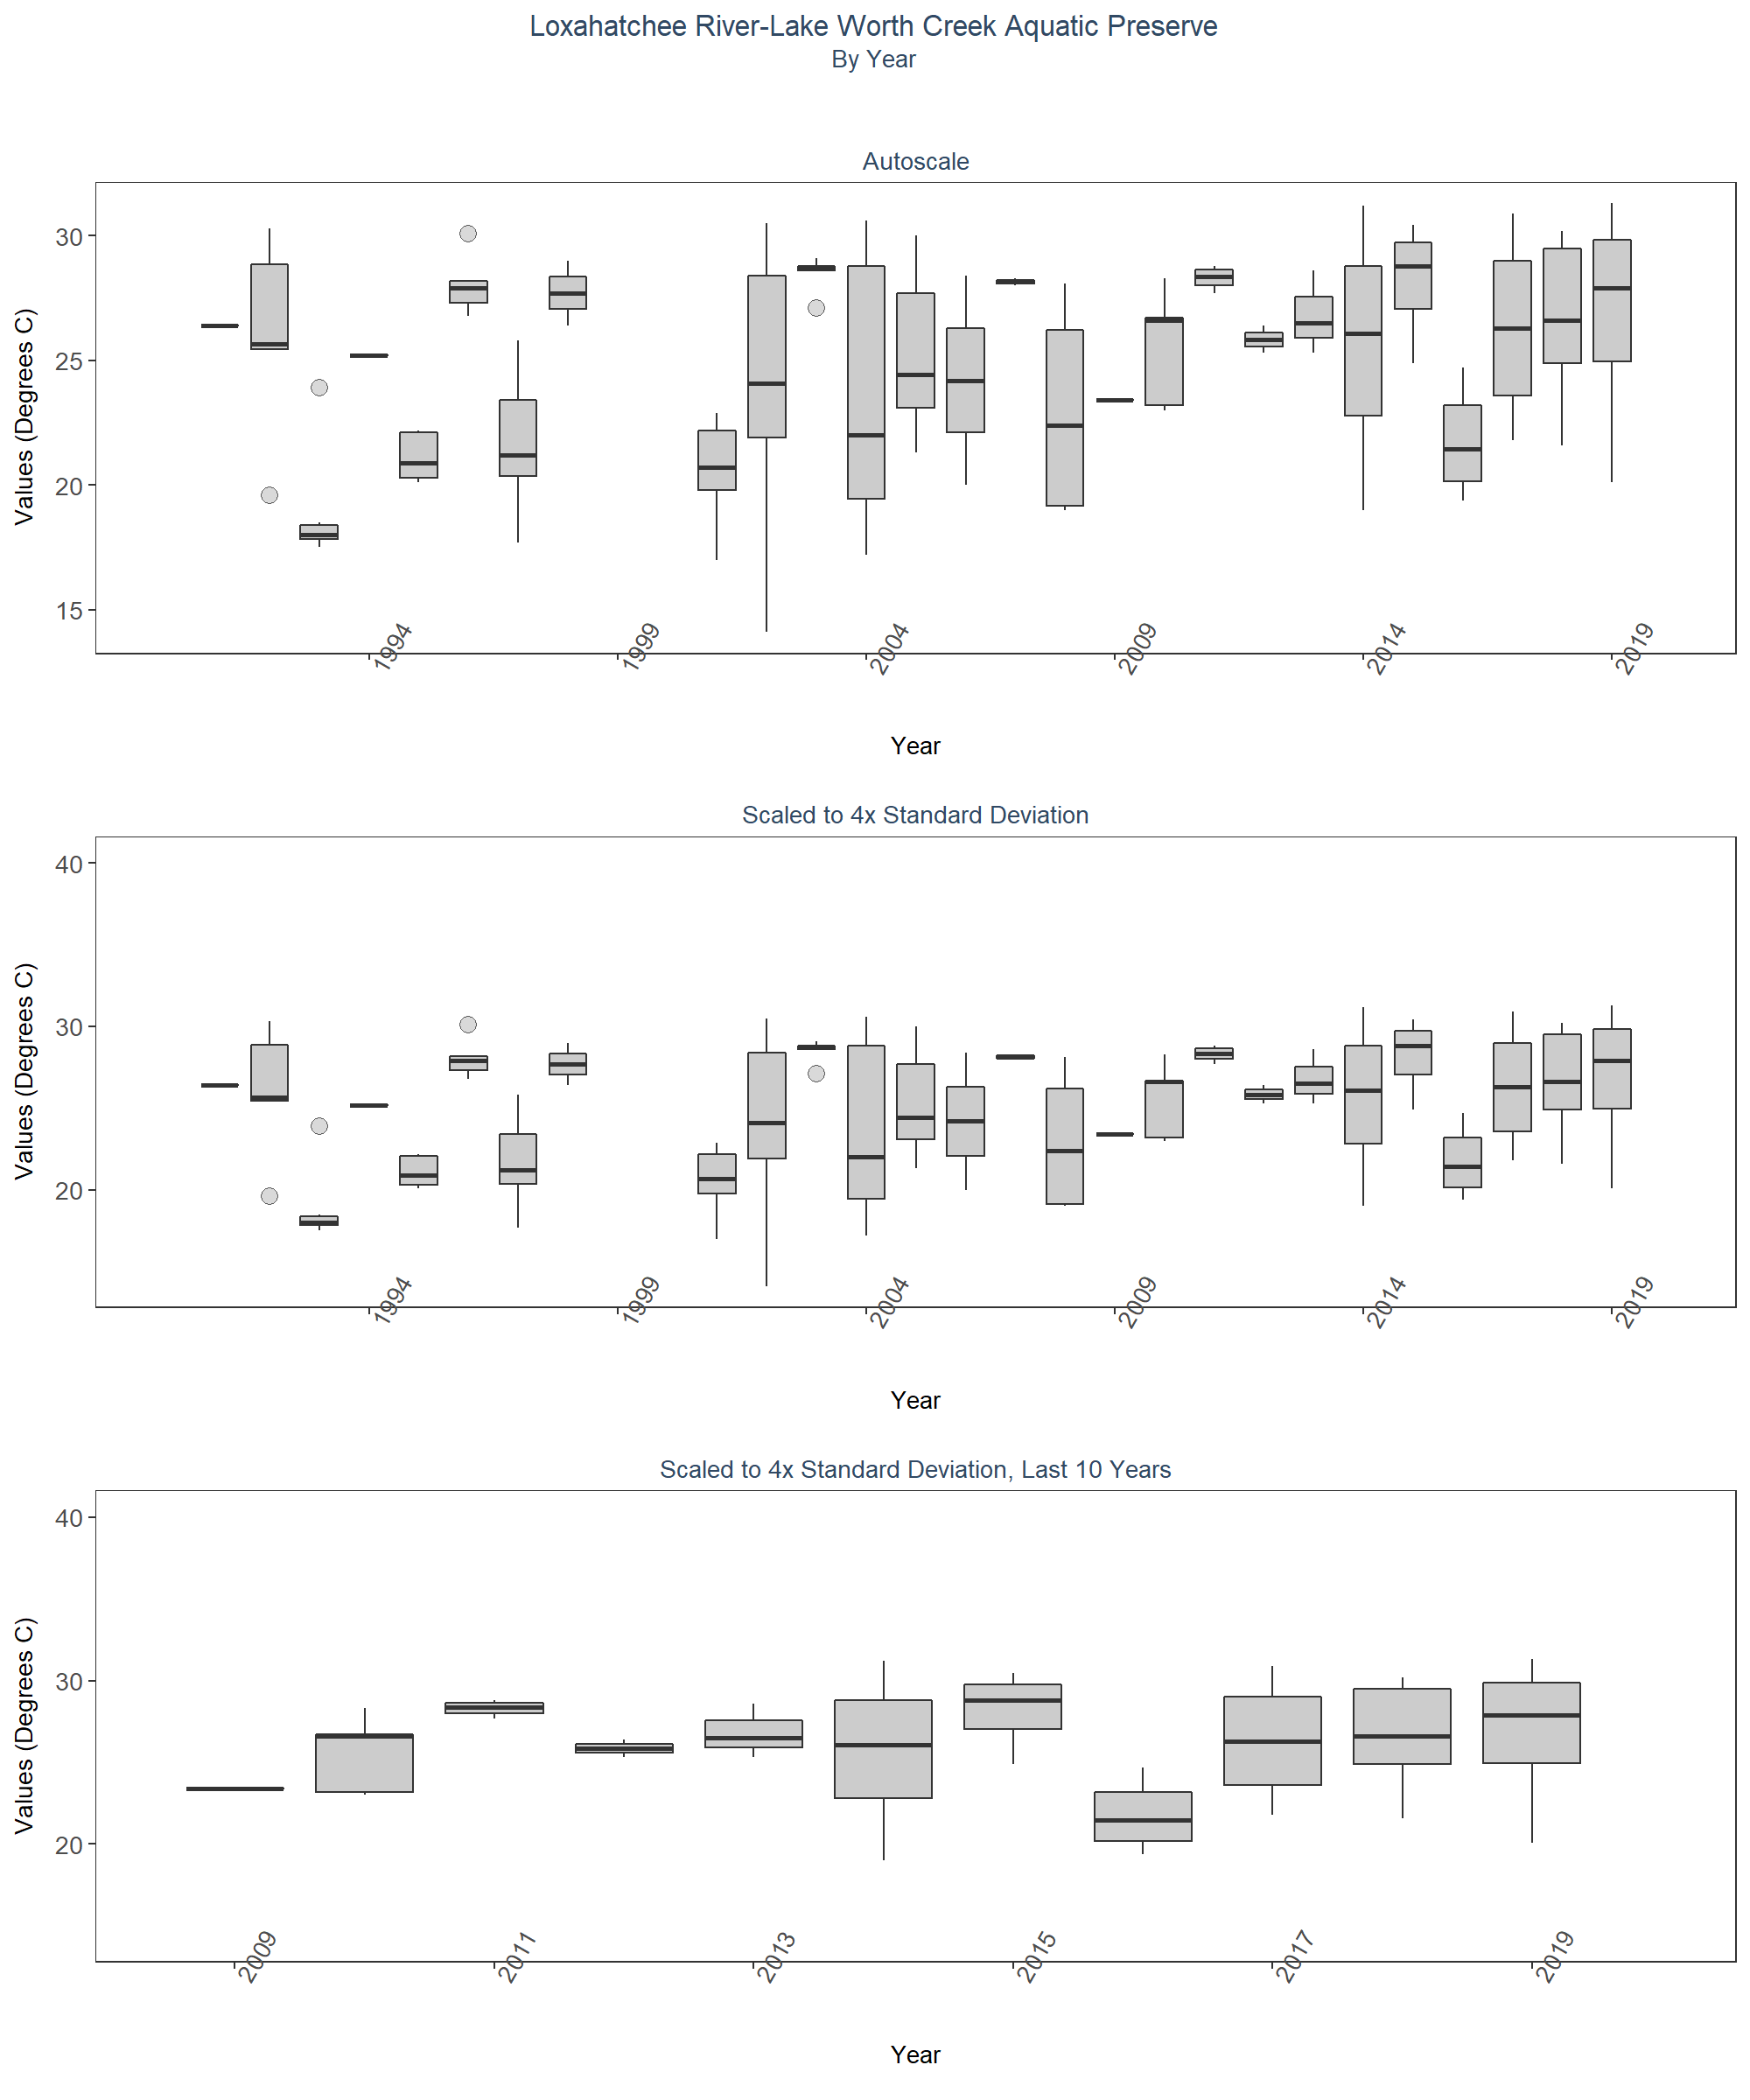 Loxahatchee River-Lake Worth Creek Aquatic Preserve
By Year
Autoscale
Values (Degrees C)
30
25
20
15
1994
1999
2004
2009
2014
2019
Year
Scaled to 4x Standard Deviation
Values (Degrees C)
40
30
20
1994
1999
2004
2009
2014
2019
Year
Scaled to 4x Standard Deviation, Last 10 Years
Values (Degrees C)
40
30
20
2009
2011
2013
2015
2017
2019
Year